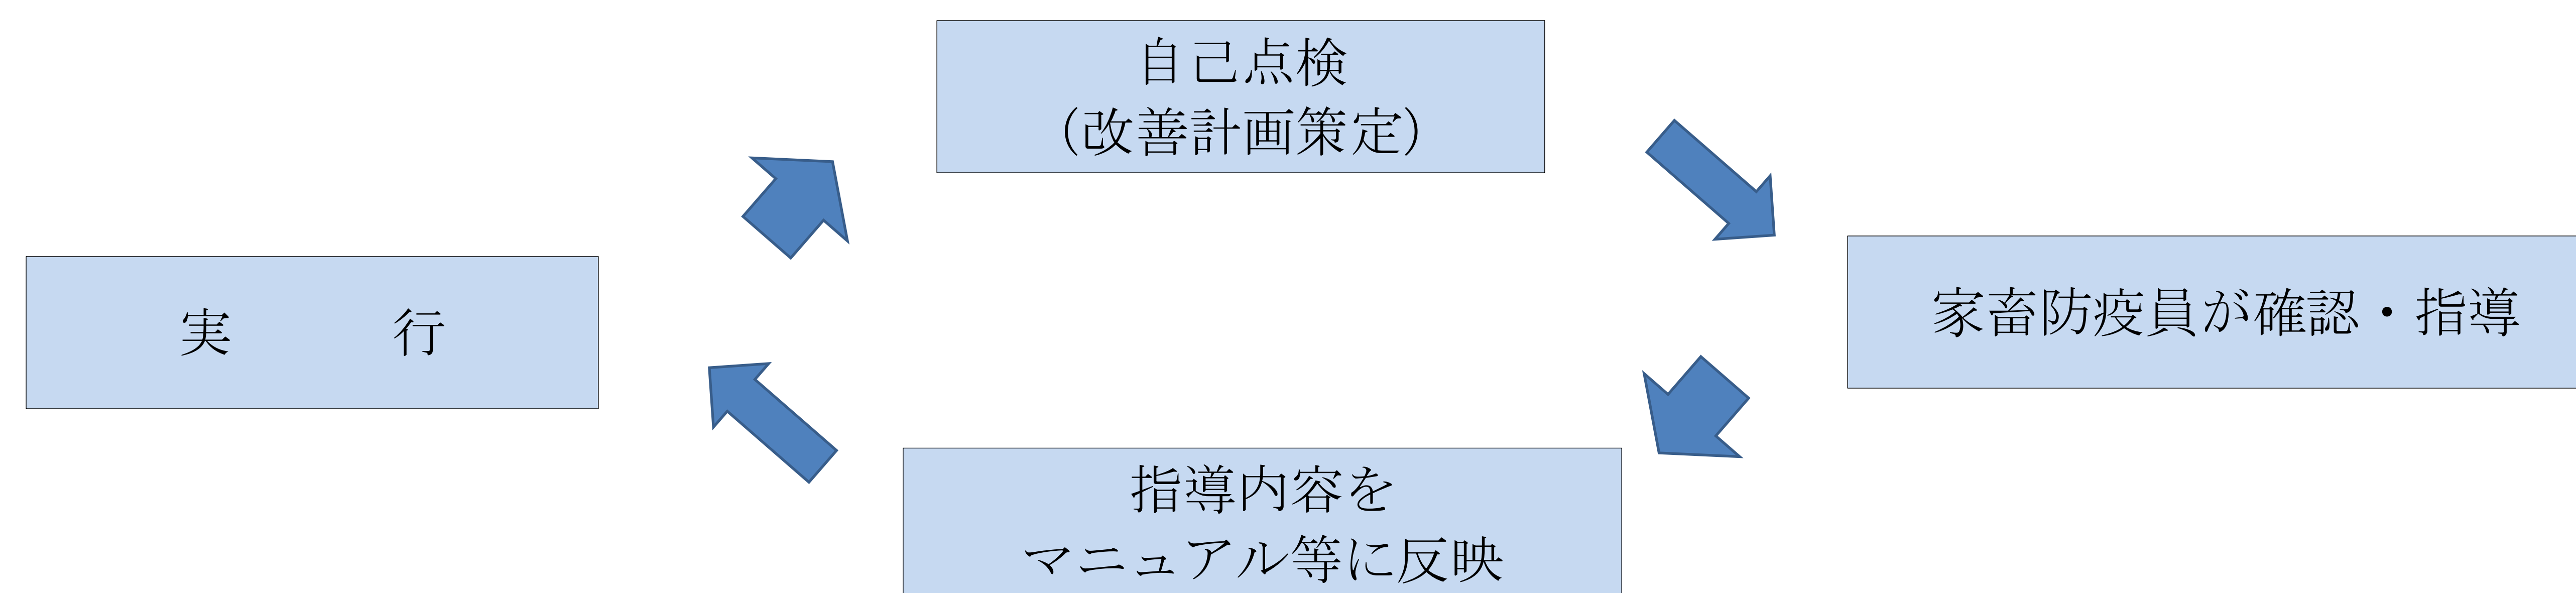 自己点検
（改善計画策定）
家畜防疫員が確認・指導
実　　　行
指導内容を
マニュアル等に反映